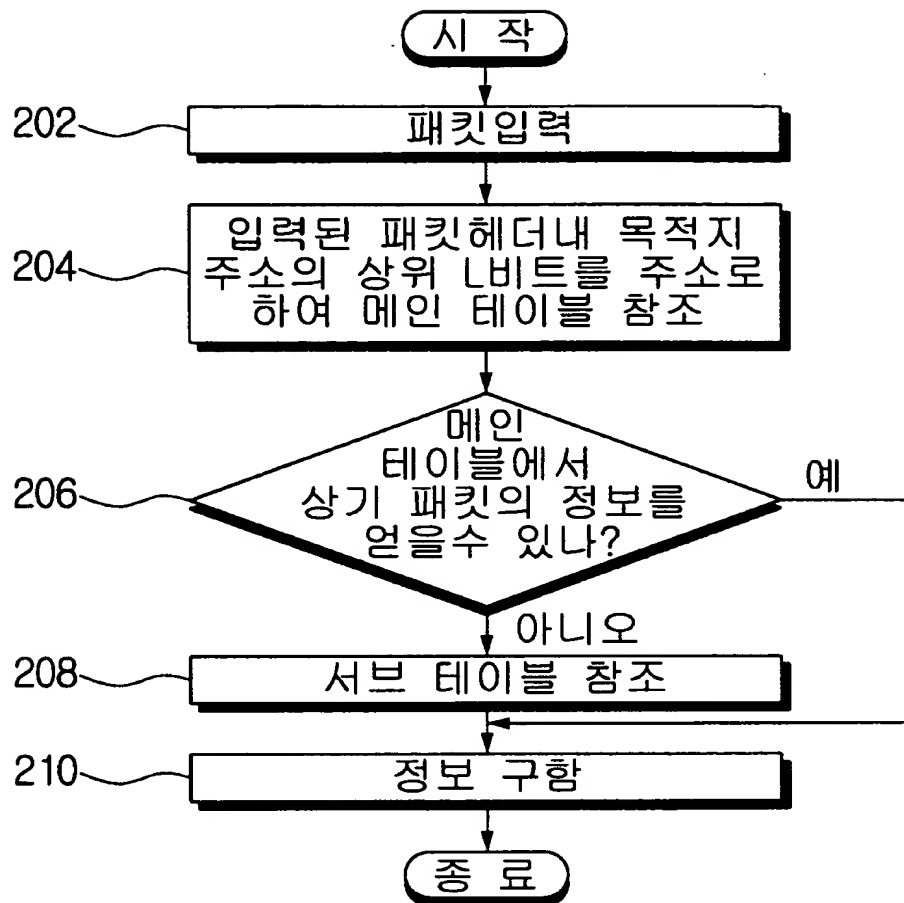 시 작
202
패킷입력
204
입력된 패킷헤더내 목적지
주소의 상위 L비트를 주소로
하여 메인 테이블 참조
206
메인
테이블에서
상기 패킷의 정보를
얻을수 있나?
예
아니오
208
서브 테이블 참조
210
정보 구함
종 료